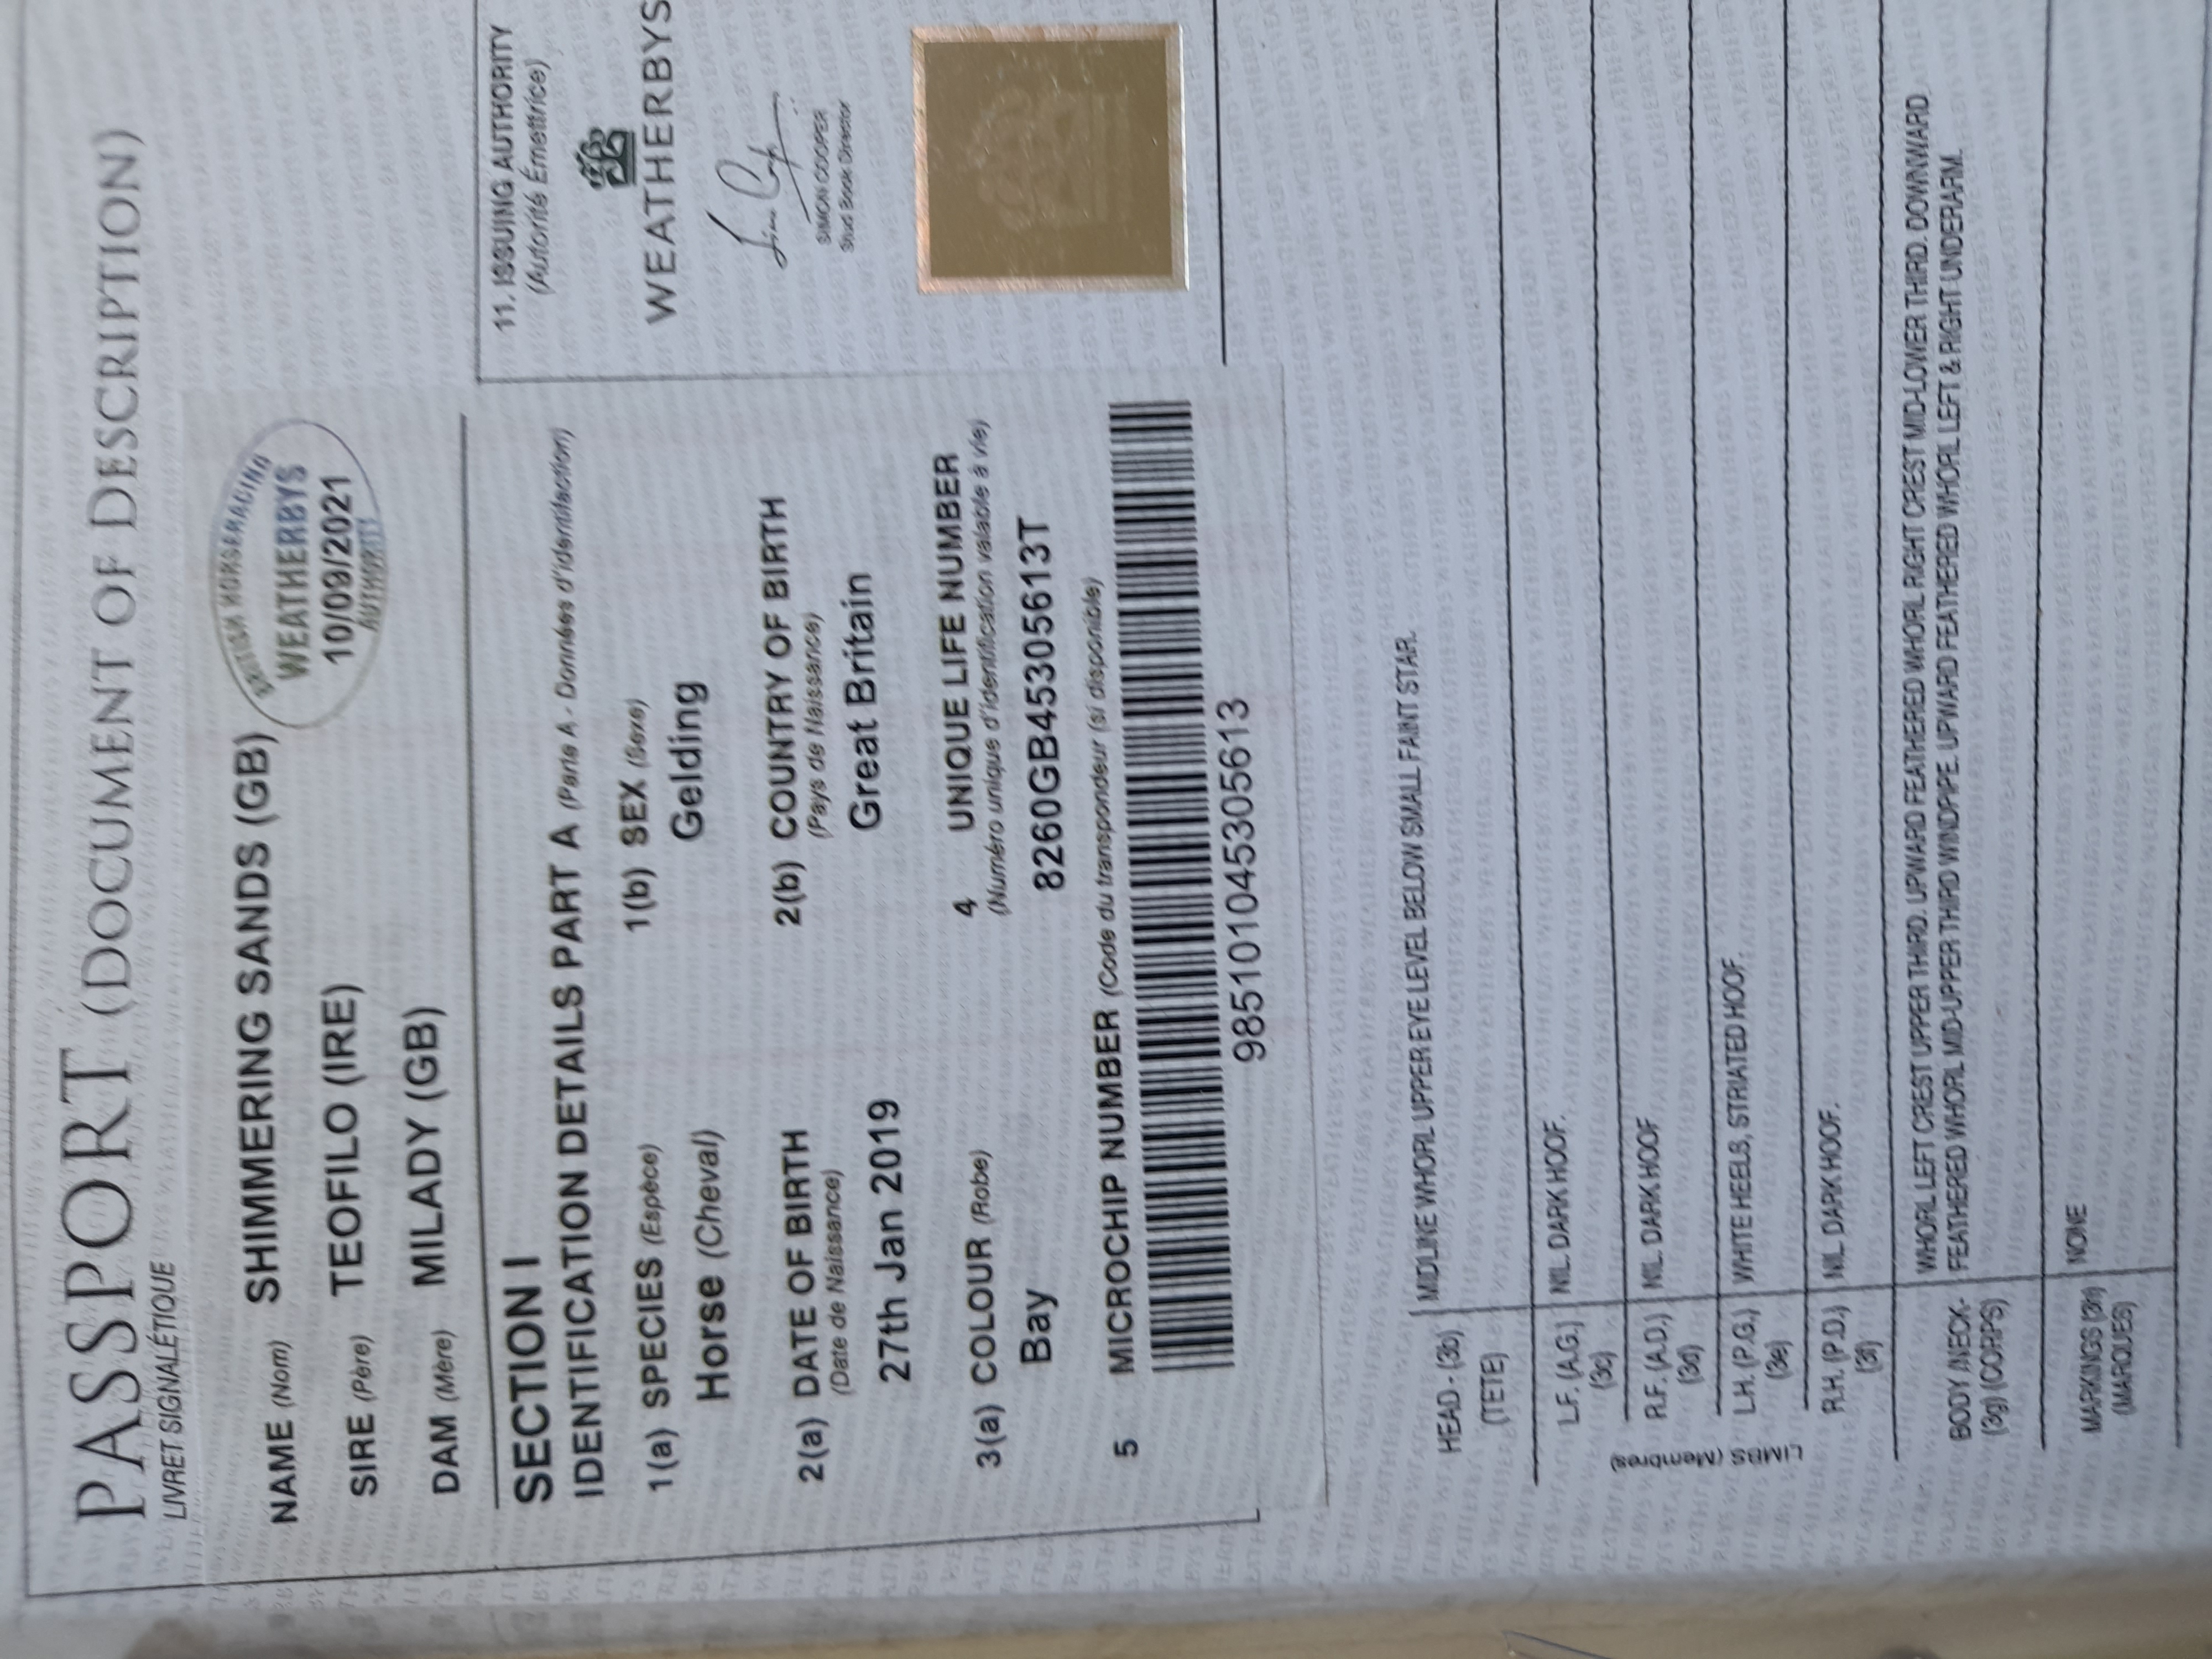 PASSPORT (DOCUMENT OF DESCRIPTION)
LIVRET SIGNALÉTIQUE
NAME (Nom) SHIMMERING SANDS (GB)
SIRE (Père) TEOFILO (IRE)
DAM (Mère) MILADY (GB)
BRITISH HORSERACING
WEATHERBYS
10/09/2021
AUTHORITY
SECTION I
IDENTIFICATION DETAILS PART A (Parie A - Données d'identifaction)
1(a) SPECIES (Espèce)
Horse (Cheval)
1(b) SEX (Sexe)
Gelding
2(a) DATE OF BIRTH
(Date de Naissance)
27th Jan 2019
2(b) COUNTRY OF BIRTH
(Pays de Naissance)
Great Britain
3(a) COLOUR (Robe)
Bay
4 UNIQUE LIFE NUMBER
(Numéro unique d'identification valable à vie)
8260GB45305613T
5 MICROCHIP NUMBER (Code du transpondeur (si disponible)
985101045305613
11. ISSUING AUTHORITY
(Autorité Émettrice)
WEATHERBYS
SIMON COOPER
Stud Book Director
HEAD - (3b) MIDLINE WHORL UPPER EYE LEVEL BELOW SMALL FAINT STAR.
(TETE)
LIMBS (Membres)
L.F. (A.G.) NIL. DARK HOOF.
(3c)
R.F. (A.D.) NIL. DARK HOOF
(3d)
L.H. (P.G.) WHITE HEELS, STRIATED HOOF.
(3e)
R.H. (P.D.) NIL. DARK HOOF.
(3f)
WHORL LEFT CREST UPPER THIRD. UPWARD FEATHERED WHORL RIGHT CREST MID-LOWER THIRD. DOWNWARD
BODY /NECK- FEATHERED WHORL MID-UPPER THIRD WINDPIPE. UPWARD FEATHERED WHORL LEFT & RIGHT UNDERARM.
(3g) (CORPS)
MARKINGS (3h) NONE
(MARQUES)